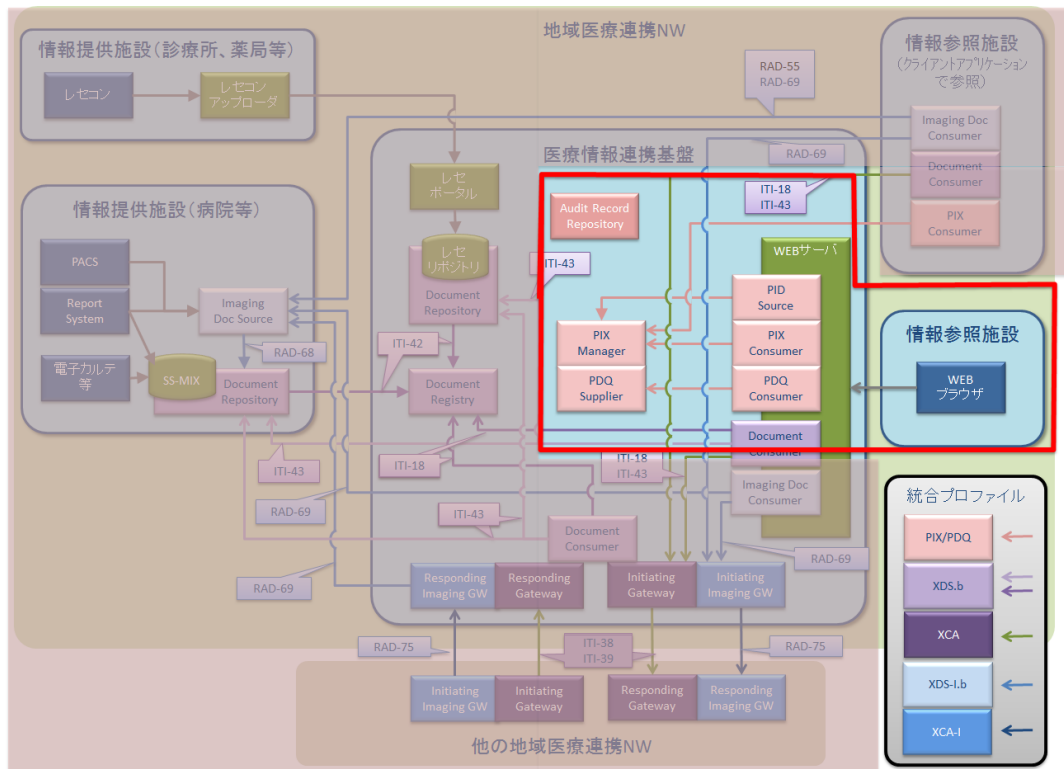 地域医療連携NW
情報提供施設(診療所、薬局等)
レセコン
レセコン
アップローダ
RAD-55
RAD-69
情報参照施設
(クライアントアプリケーション
で参照)
Imaging Doc
Consumer
Document
Consumer
PIX
Consumer
医療情報連携基盤
RAD-69
レセ
ポータル
レセ
リポジトリ
Document
Repository
ITI-43
ITI-42
Document
Registry
情報提供施設(病院等)
PACS
Report
System
電子カルテ
等
Imaging
Doc Source
RAD-68
SS-MIX
Document
Repository
ITI-43
RAD-69
RAD-69
Audit Record
Repository
ITI-18
ITI-43
WEBサーバ
PID
Source
PIX
Manager
PIX
Consumer
PDQ
Supplier
PDQ
Consumer
Document
Consumer
Imaging Doc
Consumer
情報参照施設
WEB
ブラウザ
ITI-18
ITI-18
ITI-43
ITI-43
Document
Consumer
RAD-69
Responding
Imaging GW
Responding
Gateway
Initiating
Gateway
Initiating
Imaging GW
RAD-75
ITI-38
ITI-39
RAD-75
Initiating
Imaging GW
Initiating
Gateway
Responding
Gateway
Responding
Imaging GW
他の地域医療連携NW
統合プロファイル
PIX/PDQ
XDS.b
XCA
XDS-I.b
XCA-I